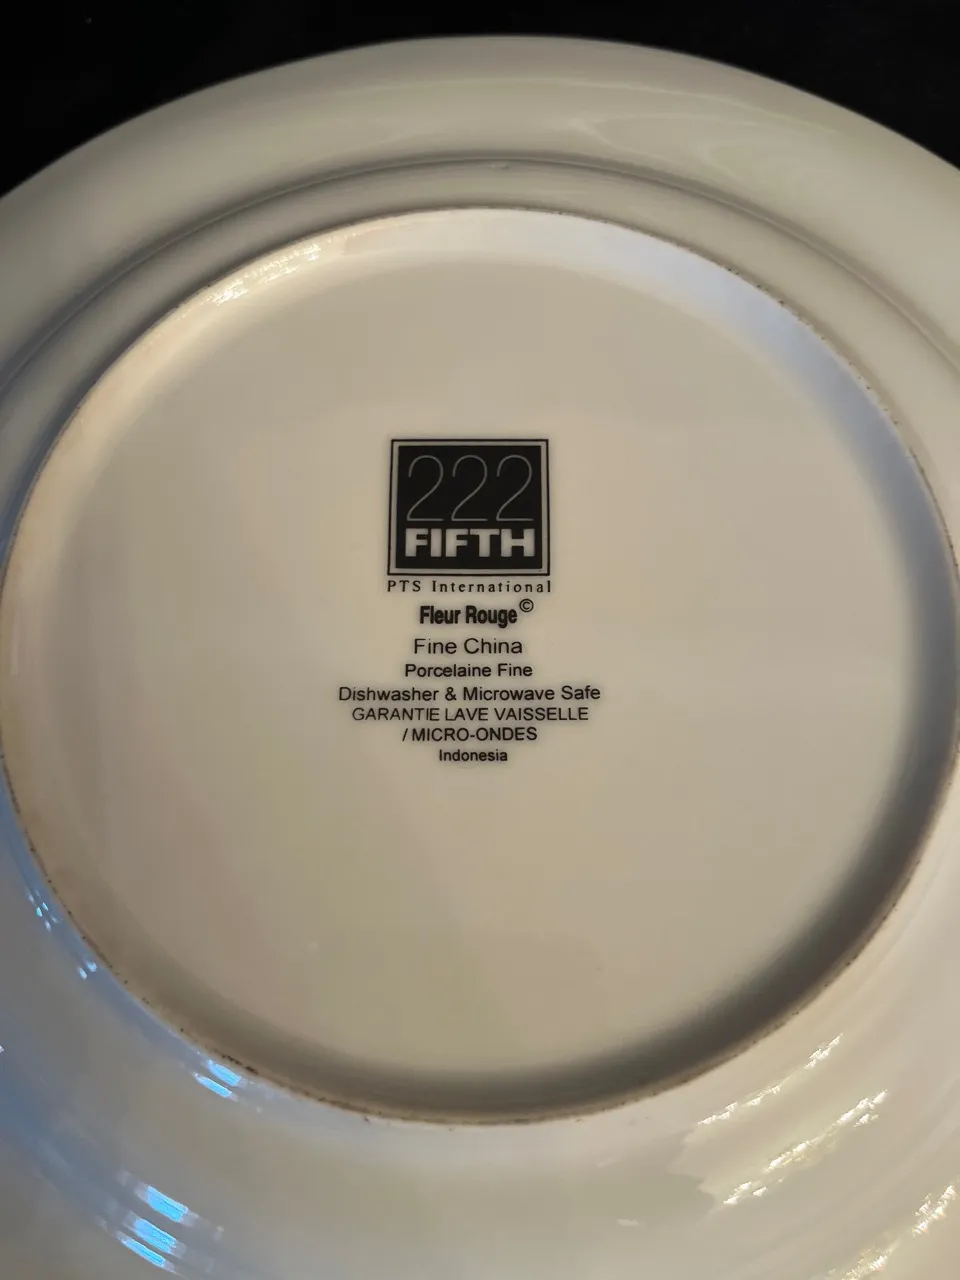 222
FIFTH
PTS International
Fleur Rouge©
Fine China
Porcelaine Fine
Dishwasher & Microwave Safe
GARANTIE LAVE VAISSELLE
/ MICRO-ONDES
Indonesia